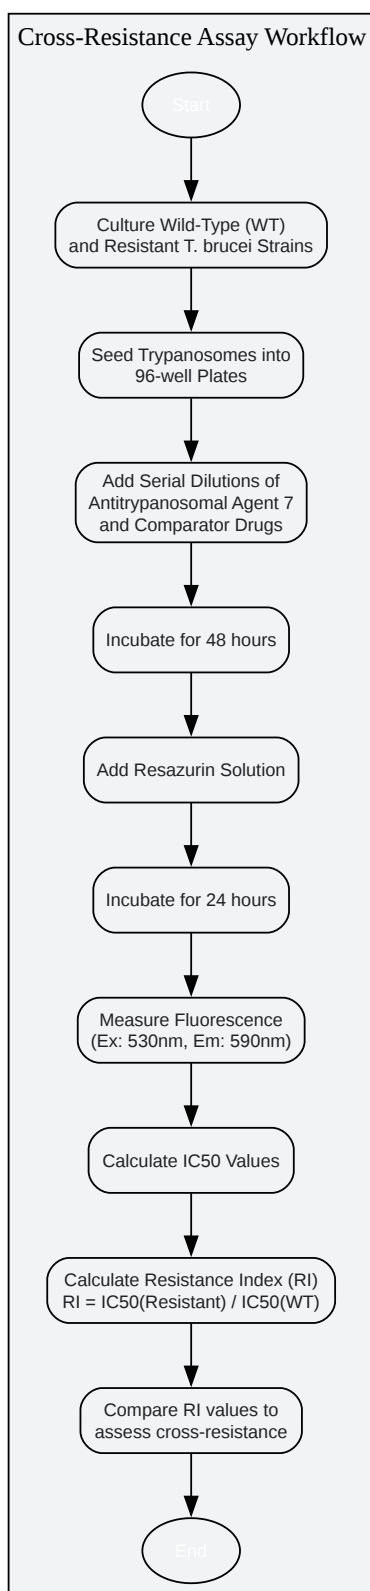 Cross-Resistance Assay Workflow
Start
Culture Wild-Type (WT)
and Resistant T. brucei Strains
Seed Trypanosomes into
96-well Plates
Add Serial Dilutions of
Antitrypanosomal Agent 7
and Comparator Drugs
Incubate for 48 hours
Add Resazurin Solution
Incubate for 24 hours
Measure Fluorescence
(Ex: 530nm, Em: 590nm)
Calculate IC50 Values
Calculate Resistance Index (RI)
RI = IC50(Resistant) / IC50(WT)
Compare RI values to
assess cross-resistance
End